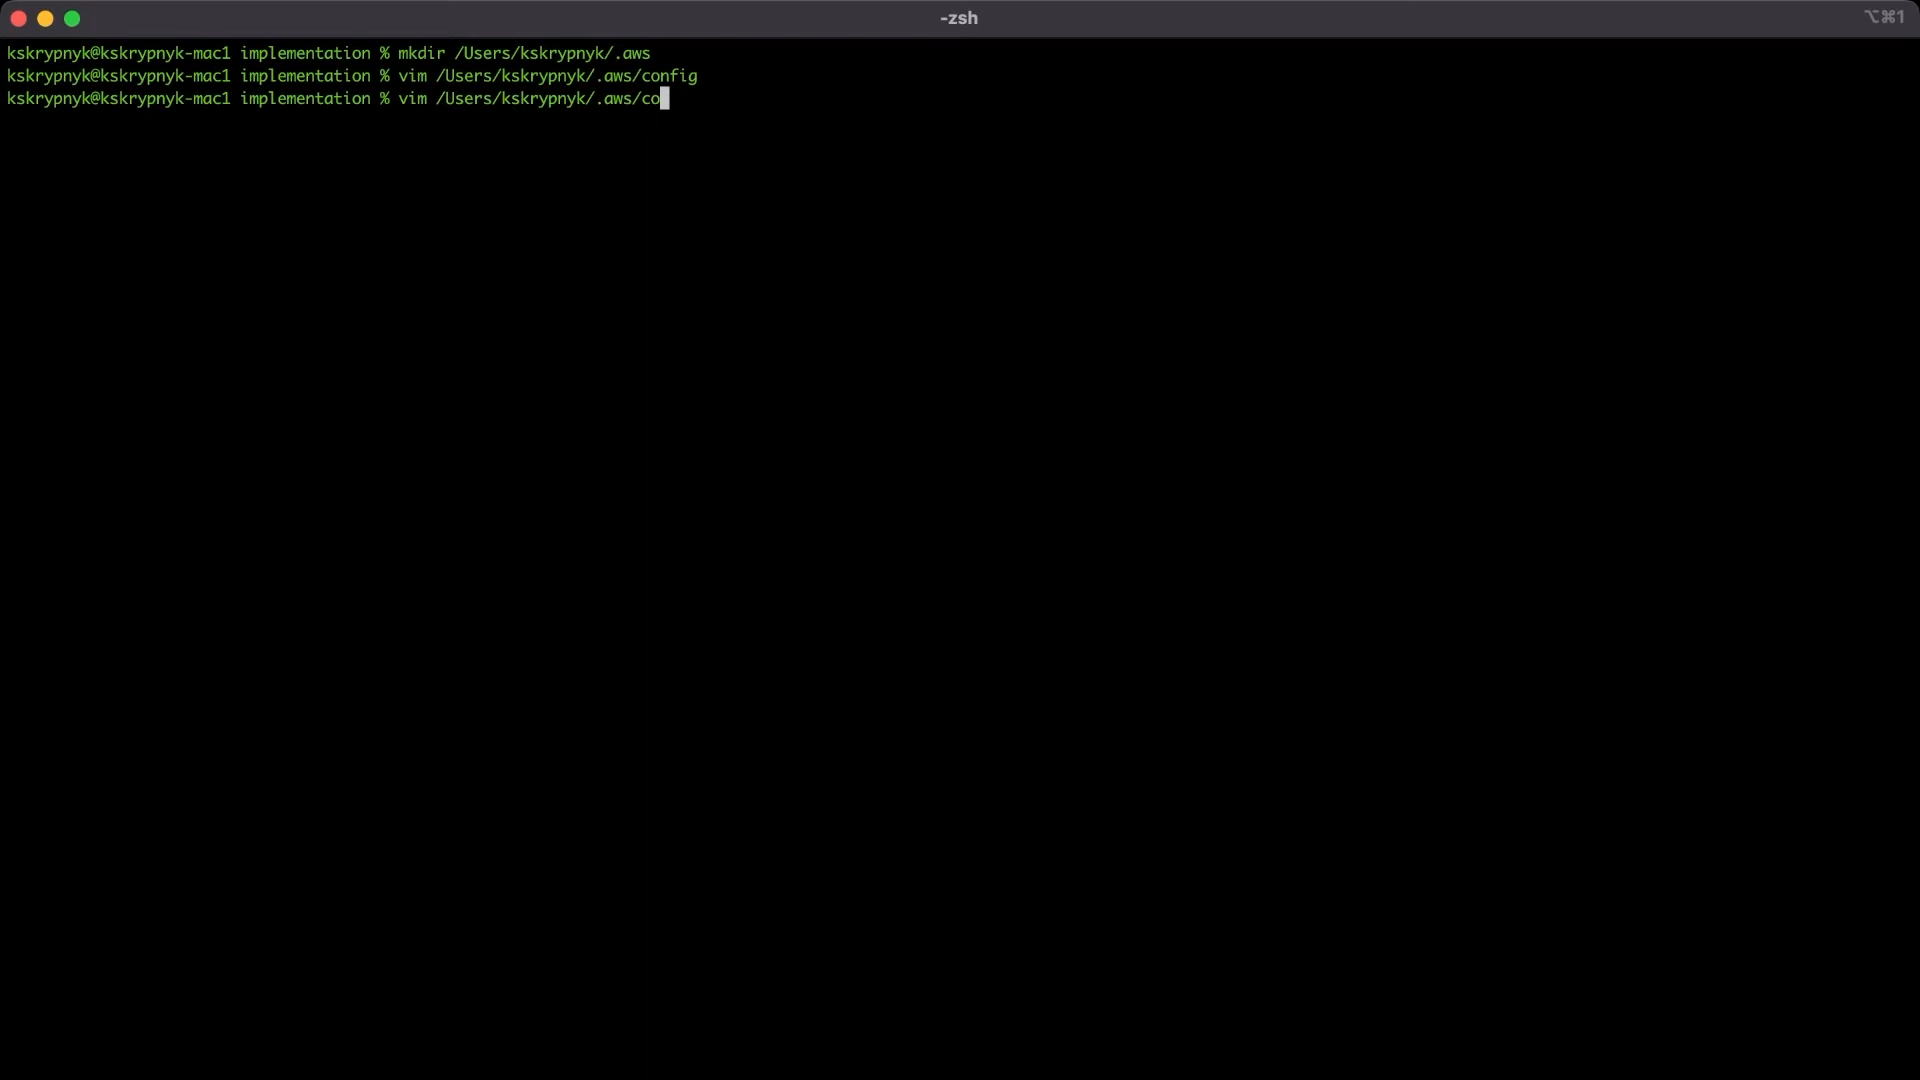 -zsh
⌥⌘1
kskrypnyk@kskrypnyk-mac1 implementation % mkdir /Users/kskrypnyk/.aws
kskrypnyk@kskrypnyk-mac1 implementation % vim /Users/kskrypnyk/.aws/config
kskrypnyk@kskrypnyk-mac1 implementation % vim /Users/kskrypnyk/.aws/co